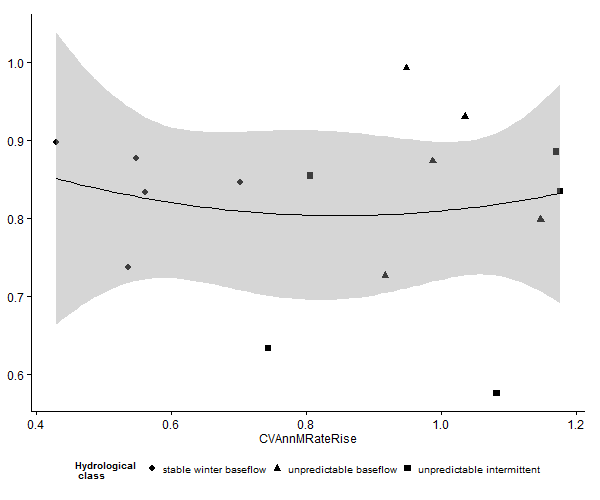 1.0
0.9
0.8
0.7
0.6
0.4 0.6 0.8 1.0 1.2
CVAnnMRateRise
Hydrological
class
stable winter baseflow unpredictable baseflow unpredictable intermittent